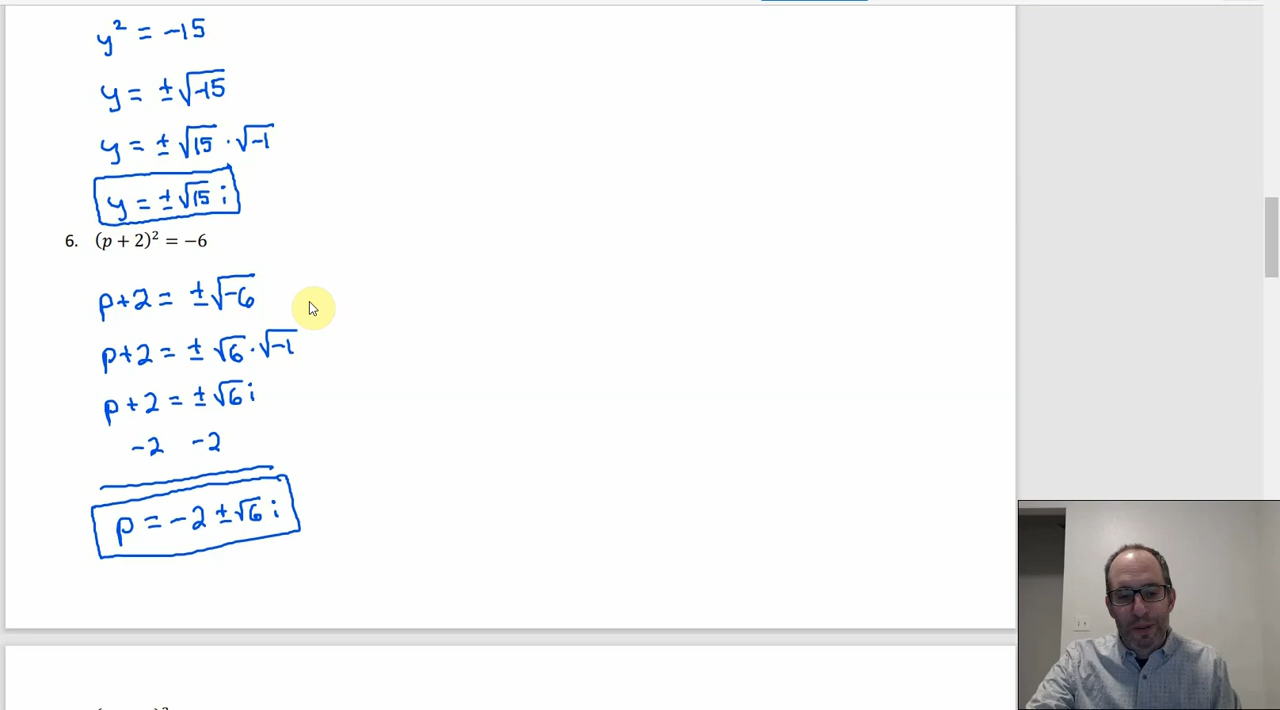 y² = -15
y = ±√-15
y = ±√15 · √-1
y = ±√15 i
6. (p + 2)² = −6
p+2 = ±√-6
p+2 = ± √6 · √-1
p+2 = ±√6 i
-2 -2
p = -2 ±√6 i